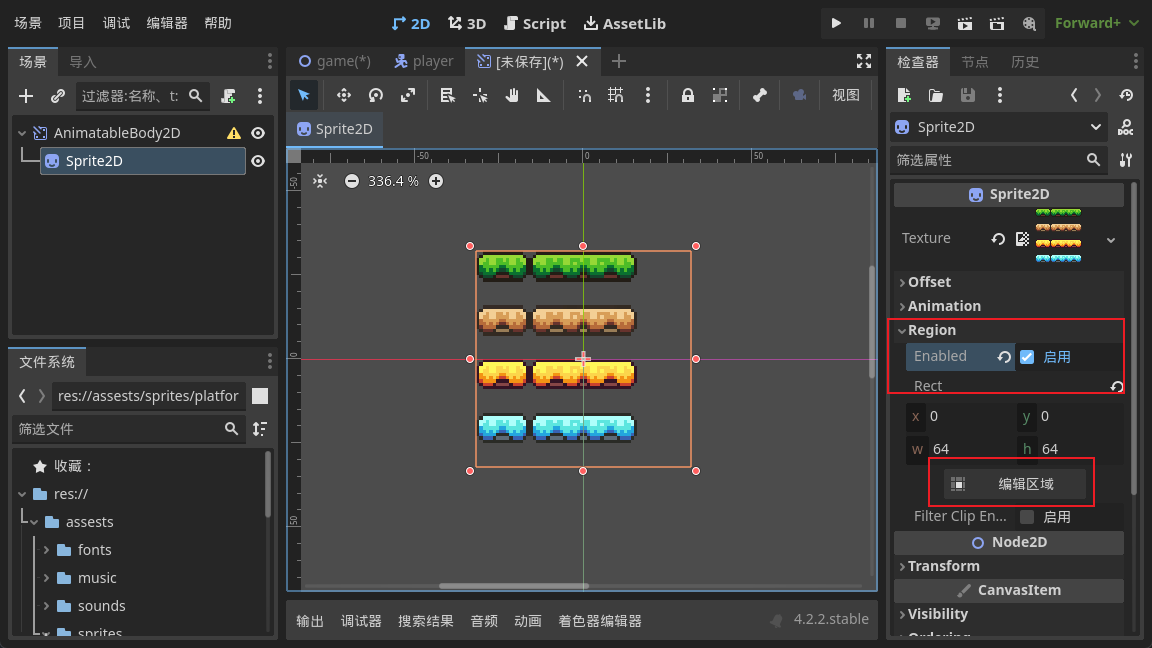 场景 项目 调试 编辑器 帮助 2D 3D Script AssetLib Forward+
场景 导入
过滤器:名称、t:
AnimatableBody2D
Sprite2D
文件系统
res://assests/sprites/platfor
筛选文件
收藏：
res://
assests
fonts
music
sounds
sprites
game(*) player [未保存](*)
视图
Sprite2D
-50 0 50
-50
0
50
336.4 %
输出 调试器 搜索结果 音频 动画 着色器编辑器 4.2.2.stable
检查器 节点 历史
Sprite2D
DOC
筛选属性
Sprite2D
Texture
Offset
Animation
Region
Enabled 启用
Rect
x 0 y 0
w 64 h 64
编辑区域
Filter Clip En... 启用
Node2D
Transform
CanvasItem
Visibility
Ordering